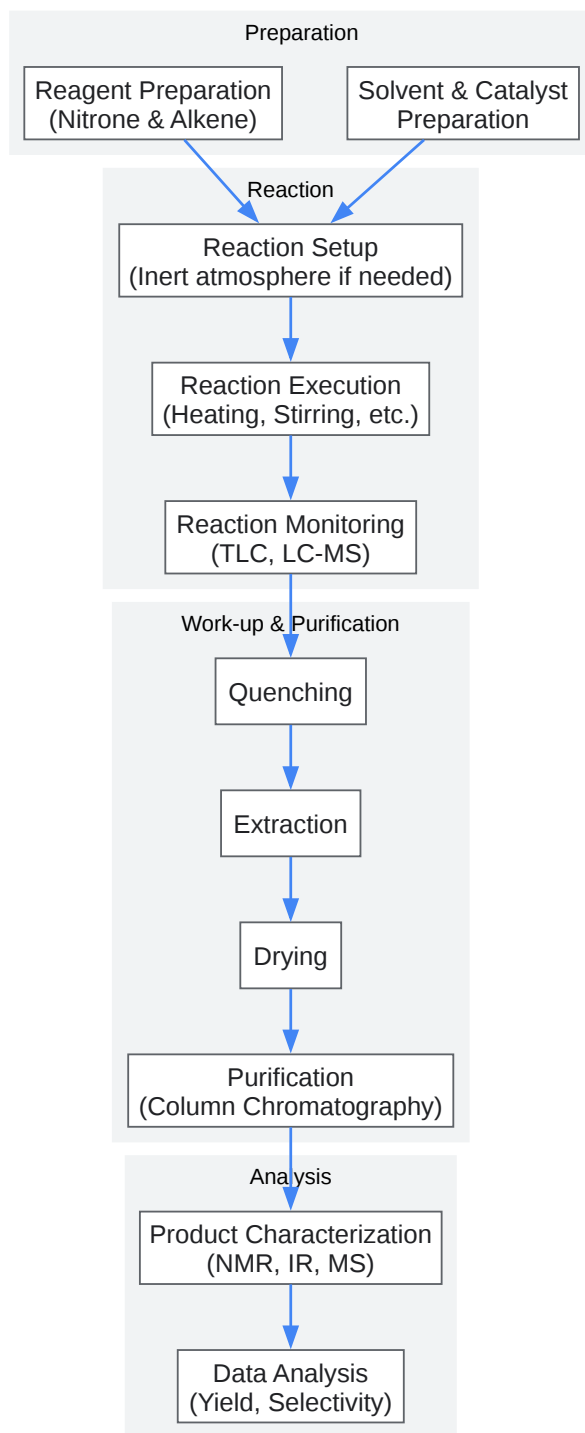 Preparation
Reagent Preparation
(Nitrone & Alkene)
Solvent & Catalyst
Preparation
Reaction
Reaction Setup
(Inert atmosphere if needed)
Reaction Execution
(Heating, Stirring, etc.)
Reaction Monitoring
(TLC, LC-MS)
Work-up & Purification
Quenching
Extraction
Drying
Purification
(Column Chromatography)
Analysis
Product Characterization
(NMR, IR, MS)
Data Analysis
(Yield, Selectivity)